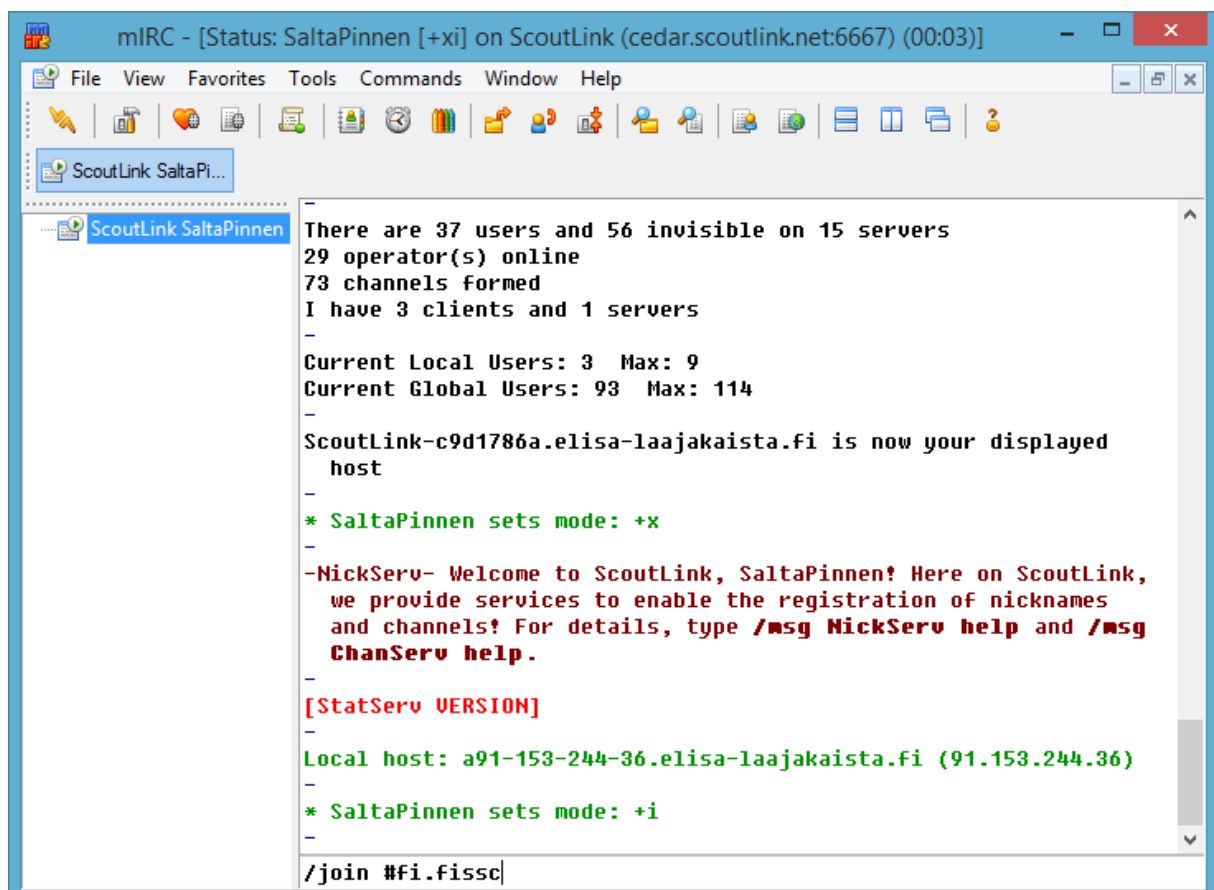 mIRC - [Status: SaltaPinnen [+xi] on ScoutLink (cedar.scoutlink.net:6667) (00:03)]
File View Favorites Tools Commands Window Help
ScoutLink SaltaPi...
ScoutLink SaltaPinnen
-
There are 37 users and 56 invisible on 15 servers
29 operator(s) online
73 channels formed
I have 3 clients and 1 servers
-
Current Local Users: 3  Max: 9
Current Global Users: 93  Max: 114
-
ScoutLink-c9d1786a.elisa-laajakaista.fi is now your displayed
host
-
* SaltaPinnen sets mode: +x
-
-NickServ- Welcome to ScoutLink, SaltaPinnen! Here on ScoutLink,
we provide services to enable the registration of nicknames
and channels! For details, type /msg NickServ help and /msg
ChanServ help.
-
[StatServ VERSION]
-
Local host: a91-153-244-36.elisa-laajakaista.fi (91.153.244.36)
-
* SaltaPinnen sets mode: +i
-
/join #fi.fissc